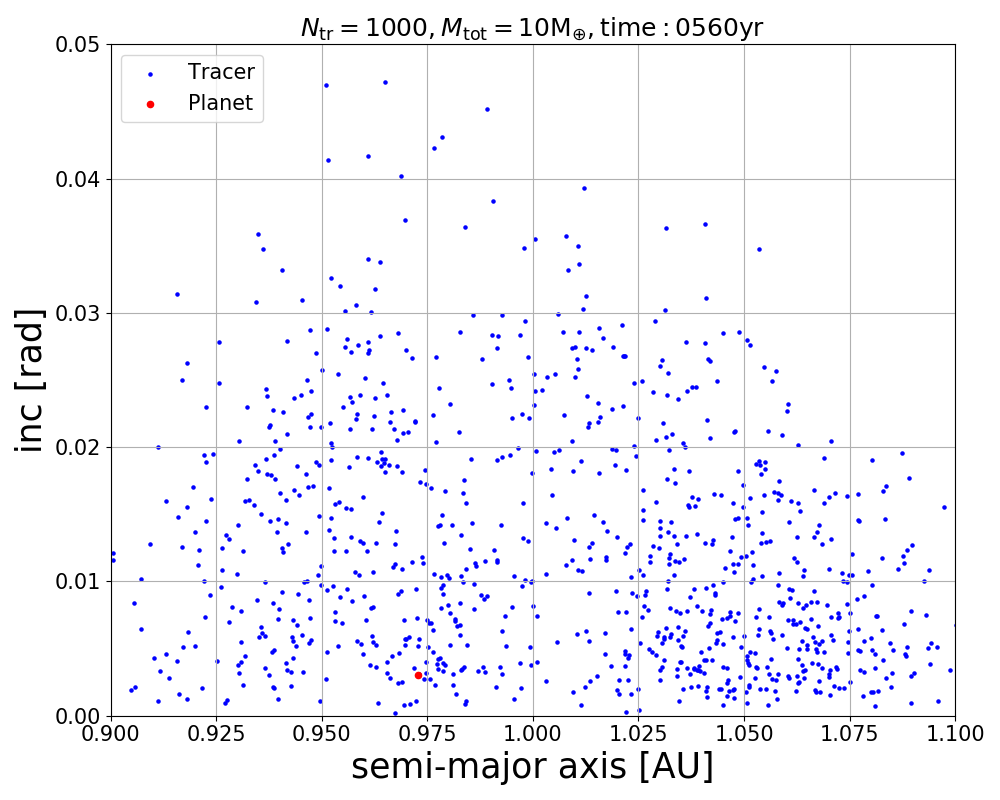 N_tr = 1000, M_tot = 10M_⊕, time : 0560yr
Tracer
Planet
0.05
0.04
0.03
0.02
0.01
0.00
inc [rad]
0.900 0.925 0.950 0.975 1.000 1.025 1.050 1.075 1.100
semi-major axis [AU]